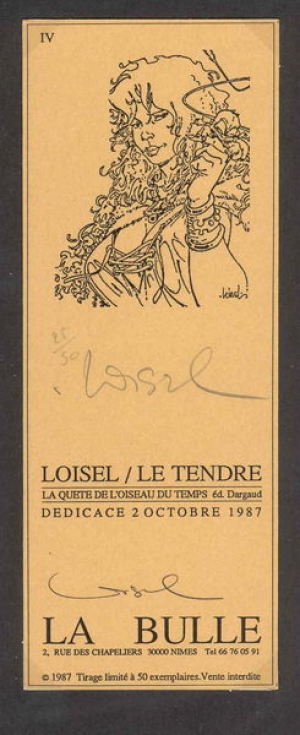 IV
.Loisel
25/50
.Loisel
LOISEL / LE TENDRE
LA QUETE DE L'OISEAU DU TEMPS éd. Dargaud
DEDICACE 2 OCTOBRE 1987
Loisel
LA BULLE
2, RUE DES CHAPELIERS 30000 NIMES Tel 66 76 05 91
© 1987 Tirage limité à 50 exemplaires. Vente interdite